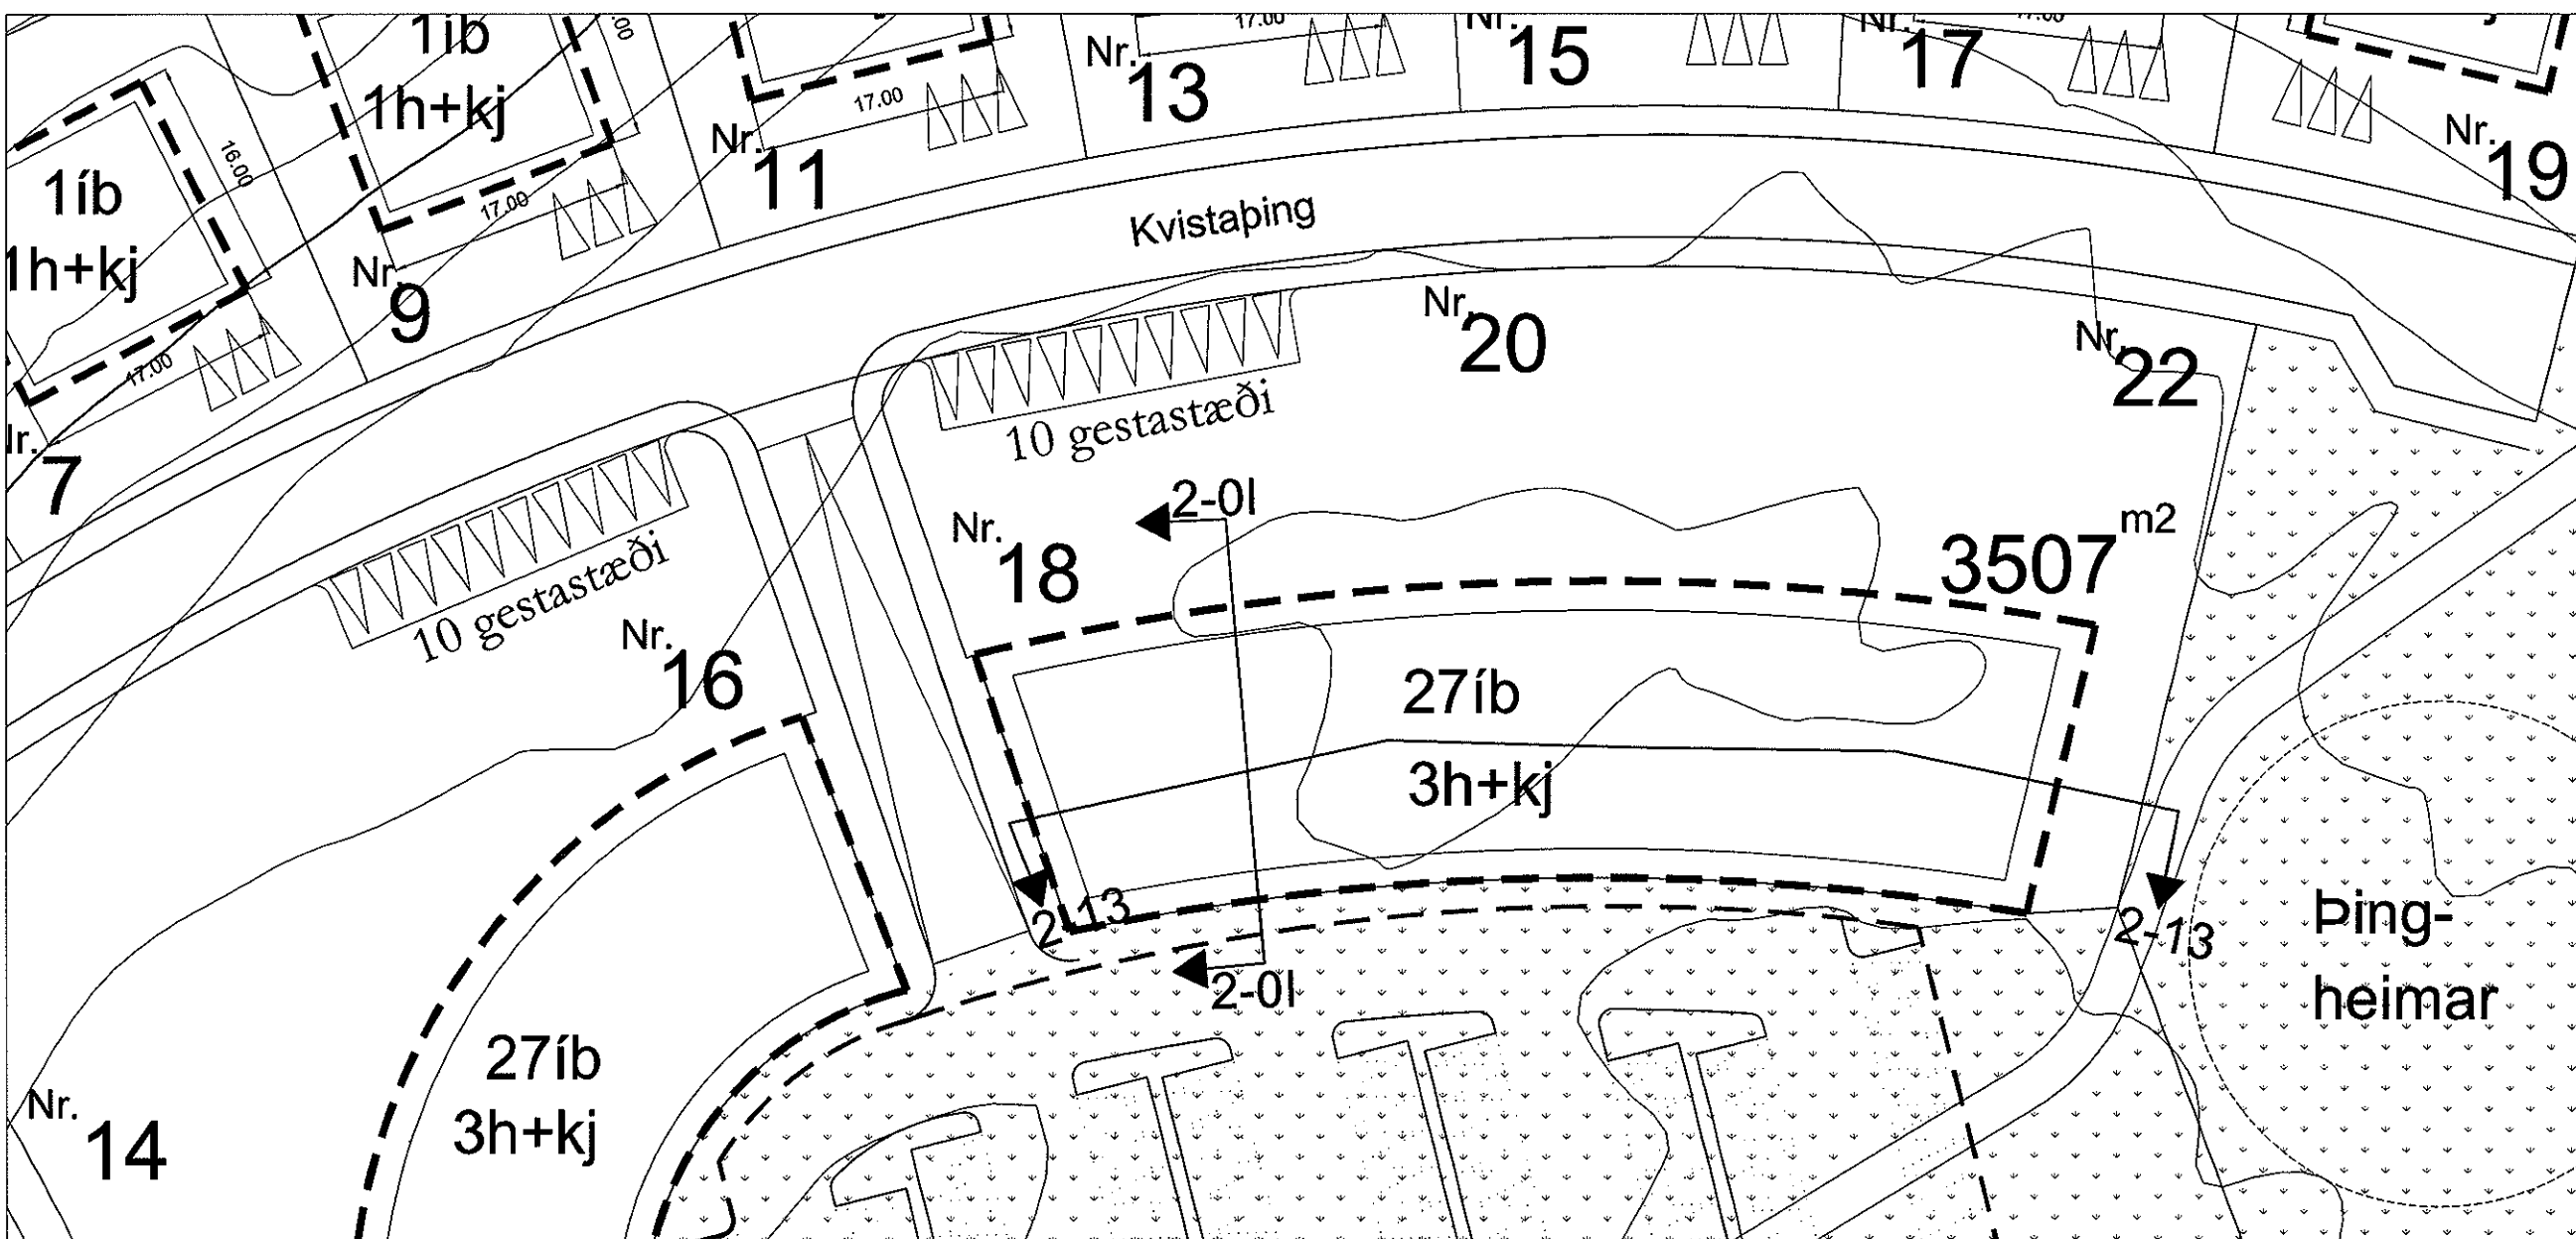 1íb
1h+kj
1íb
1h+kj
16.00
17.00
17.00
17.00
17.00
Nr.
7
Nr.
9
Nr.
11
Nr.
13
Nr.
15
Nr.
17
Nr.
19
Kvistaþing
10 gestastæði
10 gestastæði
Nr.
20
Nr.
22
Nr.
18
2-01
3507 m2
Nr.
16
27íb
3h+kj
2-13
2-13
2-01
Þing-
heimar
27íb
3h+kj
Nr.
14